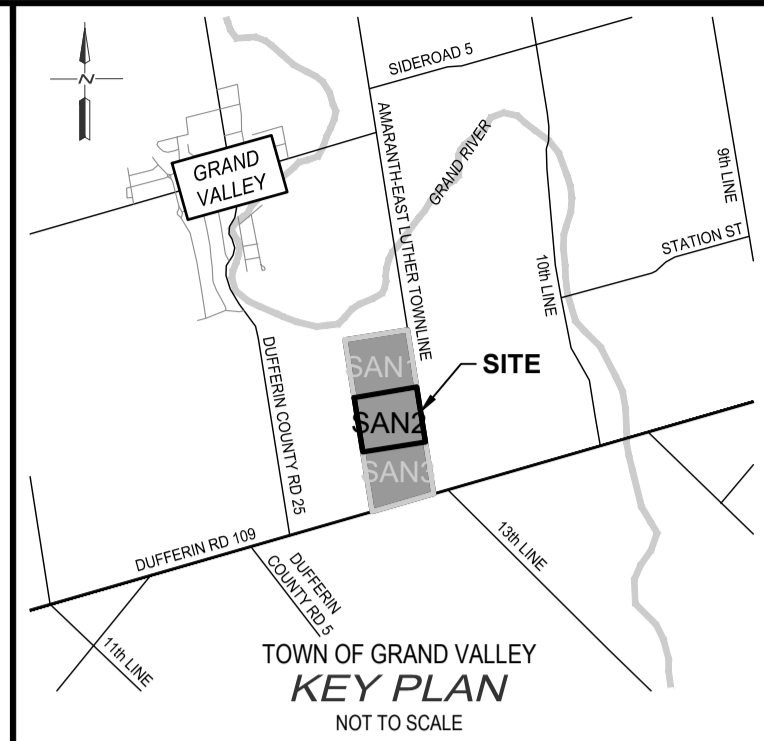 N
SIDEROAD 5
GRAND
VALLEY
AMARANTH-EAST LUTHER TOWNLINE
GRAND RIVER
9th LINE
STATION ST
10th LINE
DUFFERIN COUNTY RD 25
SAN1
SITE
SAN2
SAN3
DUFFERIN RD 109
DUFFERIN
COUNTY RD 5
13th LINE
11th LINE
TOWN OF GRAND VALLEY
KEY PLAN
NOT TO SCALE